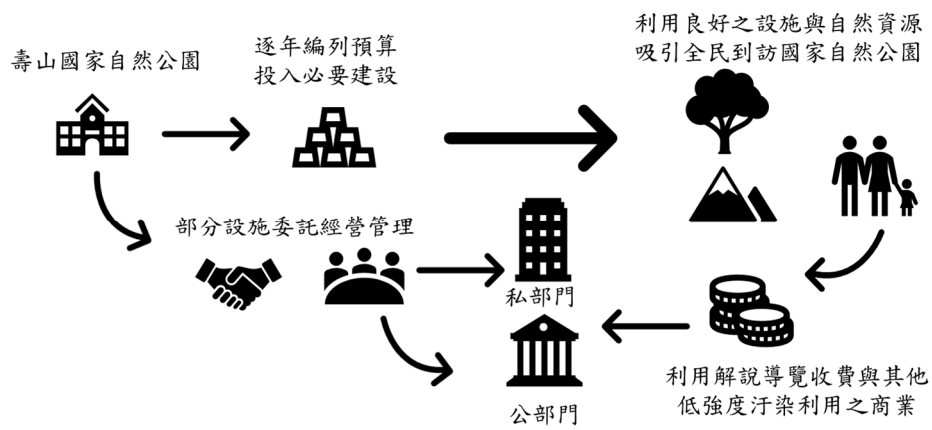 壽山國家自然公園
逐年編列預算
投入必要建設
利用良好之設施與自然資源
吸引全民到訪國家自然公園
部分設施委託經營管理
私部門
公部門
利用解說導覽收費與其他
低強度汙染利用之商業